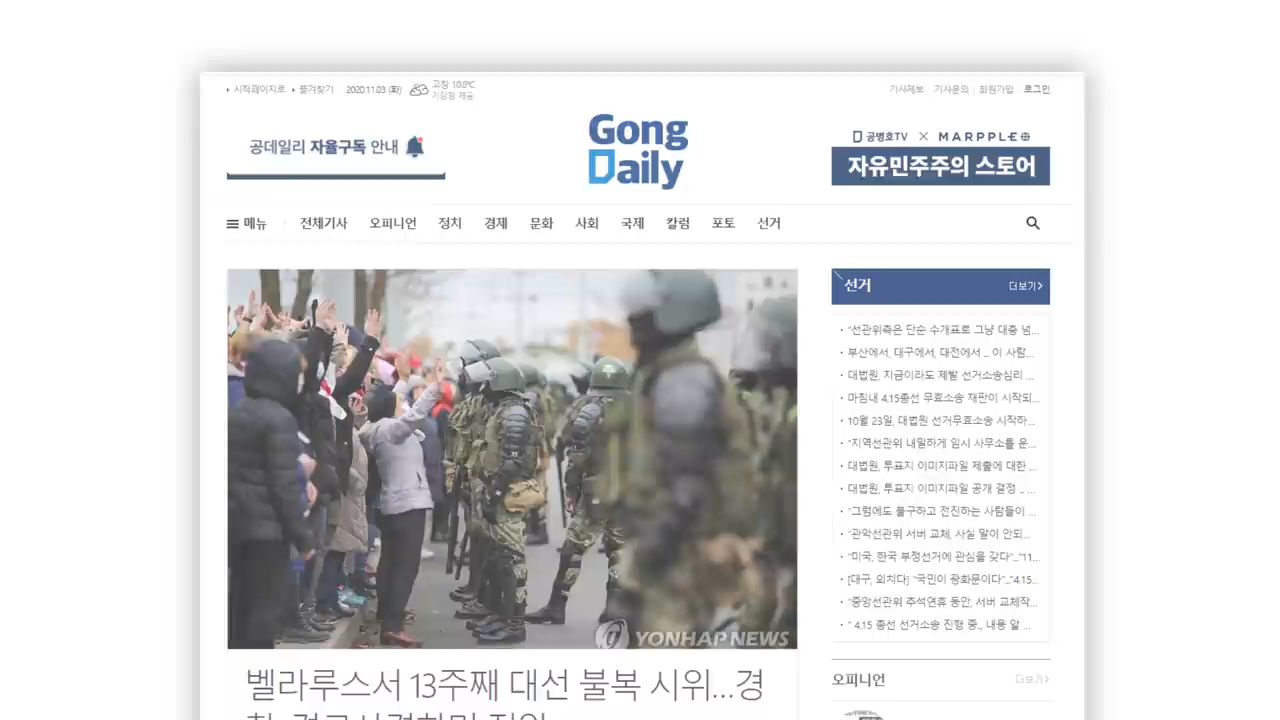 시작페이지로 즐겨찾기 2020.11.03 (화) 고창 10.8℃
기상청 제공
기사제보 기사문의 회원가입 로그인
공데일리 자율구독 안내
Gong
Daily
공병호TV × MARPPLE
자유민주주의 스토어
메뉴 전체기사 오피니언 정치 경제 문화 사회 국제 칼럼 포토 선거
YONHAP NEWS
벨라루스서 13주째 대선 불복 시위...경
선거 더보기
· "선관위측은 단순 수개표로 그냥 대충 넘...
· 부산에서, 대구에서, 대전에서 .. 이 사람...
· 대법원, 지금이라도 제발 선거소송심리 ...
· 마침내 4.15총선 무효소송 재판이 시작되...
· 10월 23일, 대법원 선거무효소송 시작하...
· "지역선관위 내밀하게 임시 사무소를 운...
· 대법원, 투표지 이미지파일 제출에 대한 ...
· 대법원, 투표지 이미지파일 공개 결정 .. ...
· "그럼에도 불구하고 전진하는 사람들이 ...
· "관악선관위 서버 교체, 사실 말이 안되...
· "미국, 한국 부정선거에 관심을 갖다"..."11...
· [대구, 외치다] "국민이 광화문이다"..."4.15...
· "중앙선관위 추석연휴 동안, 서버 교체작...
· " 4.15 총선 선거소송 진행 중., 내용 알 ...
오피니언 더보기